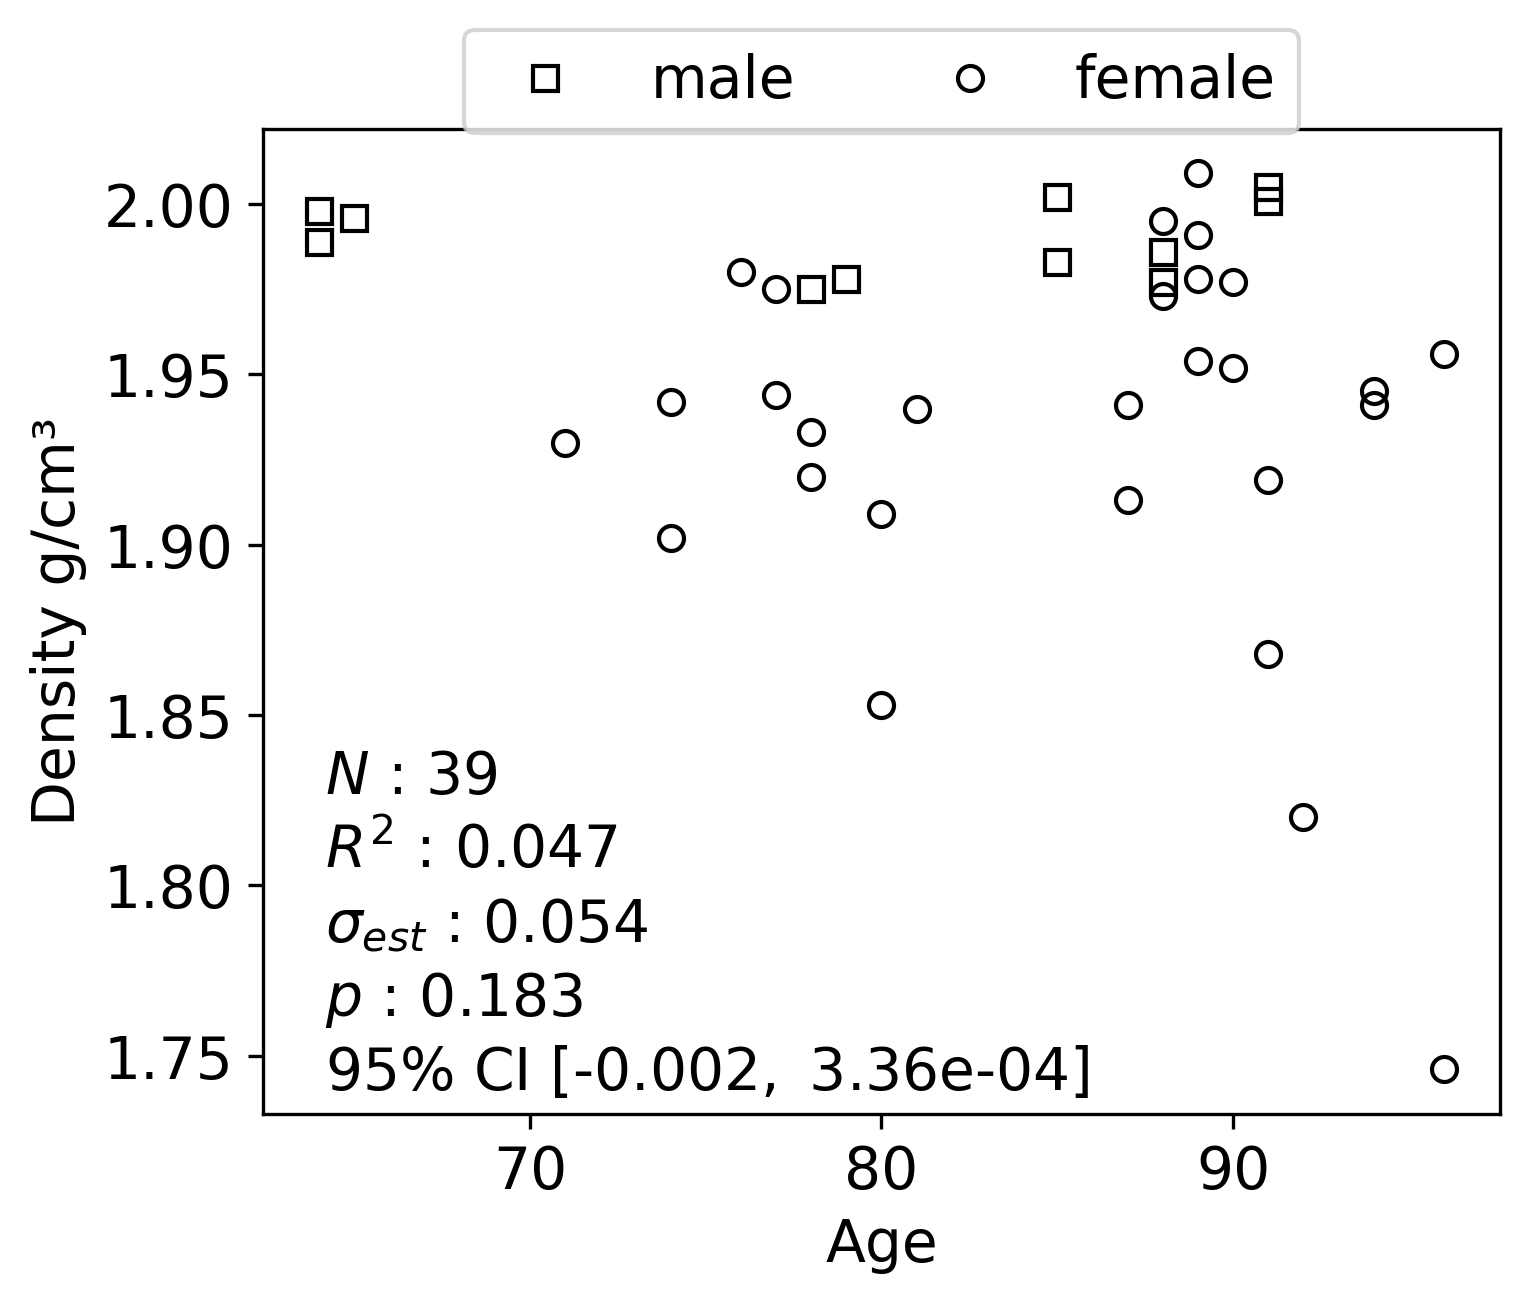 male female
2.00
1.95
1.90
1.85
1.80
1.75
Density g/cm³
N : 39
R² : 0.047
σest : 0.054
p : 0.183
95% CI [-0.002, 3.36e-04]
70 80 90
Age